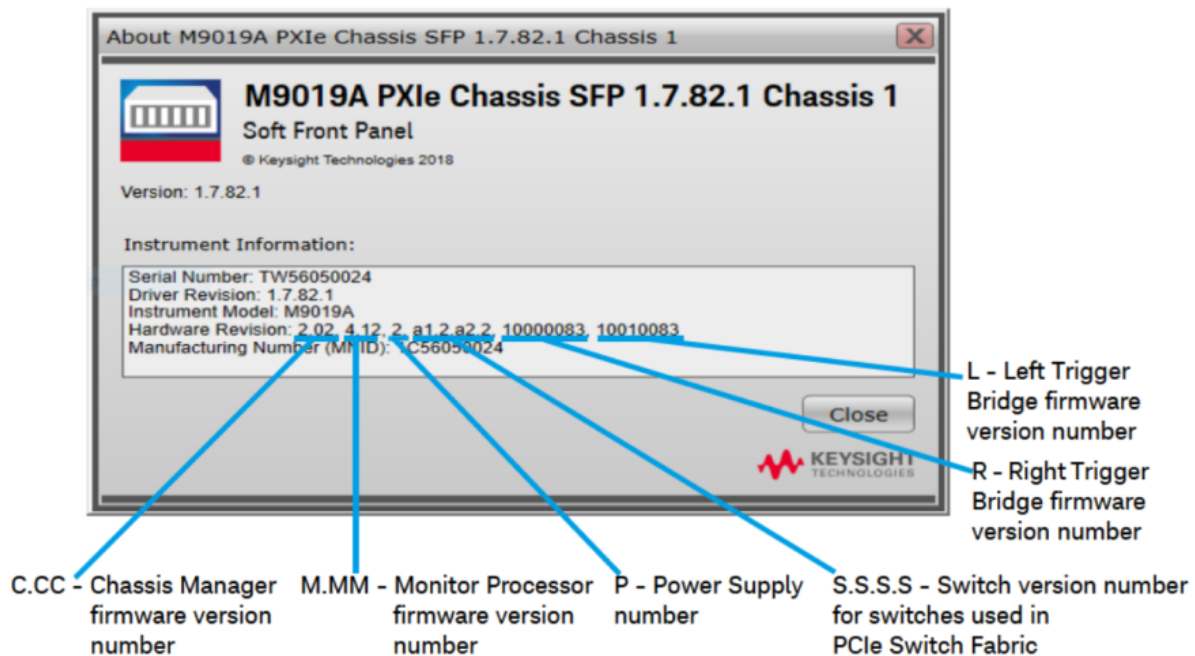 About M9019A PXIe Chassis SFP 1.7.82.1 Chassis 1
M9019A PXIe Chassis SFP 1.7.82.1 Chassis 1
Soft Front Panel
© Keysight Technologies 2018
Version: 1.7.82.1
Instrument Information:
Serial Number: TW56050024
Driver Revision: 1.7.82.1
Instrument Model: M9019A
Hardware Revision: 2.02, 4.12, 2, a1.2.a2.2, 10000083, 10010083,
Manufacturing Number (MNID): TC56050024
Close
KEYSIGHT
TECHNOLOGIES
L - Left Trigger
Bridge firmware
version number
R - Right Trigger
Bridge firmware
version number
C.CC - Chassis Manager
firmware version
number
M.MM - Monitor Processor
firmware version
number
P - Power Supply
number
S.S.S.S - Switch version number
for switches used in
PCIe Switch Fabric